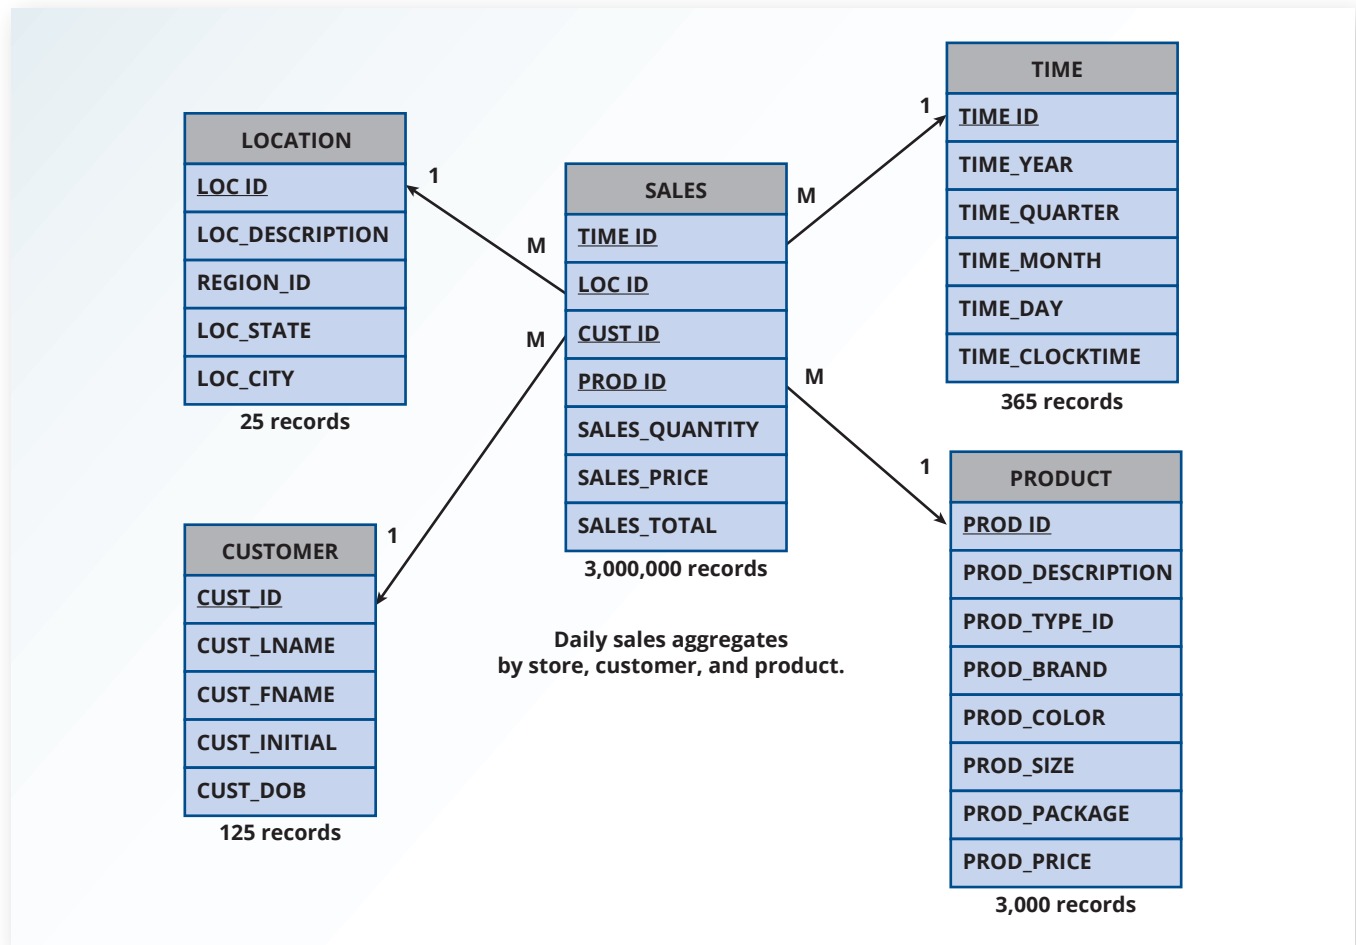 LOCATION
LOC ID
LOC_DESCRIPTION
REGION_ID
LOC_STATE
LOC_CITY
25 records
1
M
SALES
TIME ID
LOC ID
CUST ID
PROD ID
SALES_QUANTITY
SALES_PRICE
SALES_TOTAL
3,000,000 records
Daily sales aggregates
by store, customer, and product.
M
1
TIME
TIME ID
TIME_YEAR
TIME_QUARTER
TIME_MONTH
TIME_DAY
TIME_CLOCKTIME
365 records
M
1
CUSTOMER
CUST_ID
CUST_LNAME
CUST_FNAME
CUST_INITIAL
CUST_DOB
125 records
M
1
PRODUCT
PROD ID
PROD_DESCRIPTION
PROD_TYPE_ID
PROD_BRAND
PROD_COLOR
PROD_SIZE
PROD_PACKAGE
PROD_PRICE
3,000 records